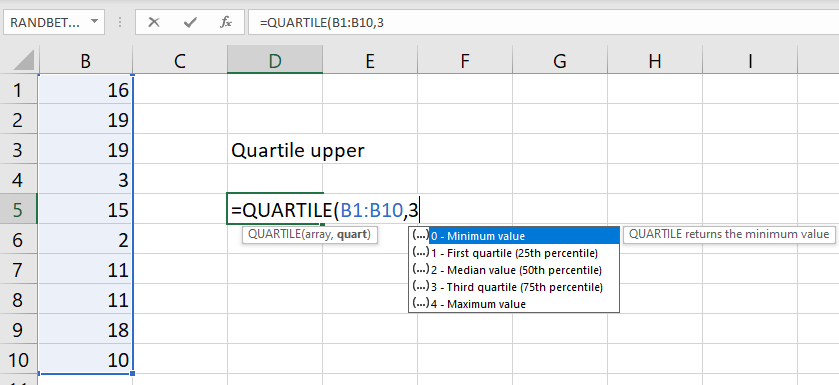 RANDBET... fx =QUARTILE(B1:B10,3
B C D E F G H I
1 16
2 19
3 19 Quartile upper
4 3
5 15 =QUARTILE(B1:B10,3
QUARTILE(array, quart) (...) 0 - Minimum value QUARTILE returns the minimum value
6 2
(...) 1 - First quartile (25th percentile)
(...) 2 - Median value (50th percentile)
7 11
(...) 3 - Third quartile (75th percentile)
8 11
(...) 4 - Maximum value
9 18
10 10